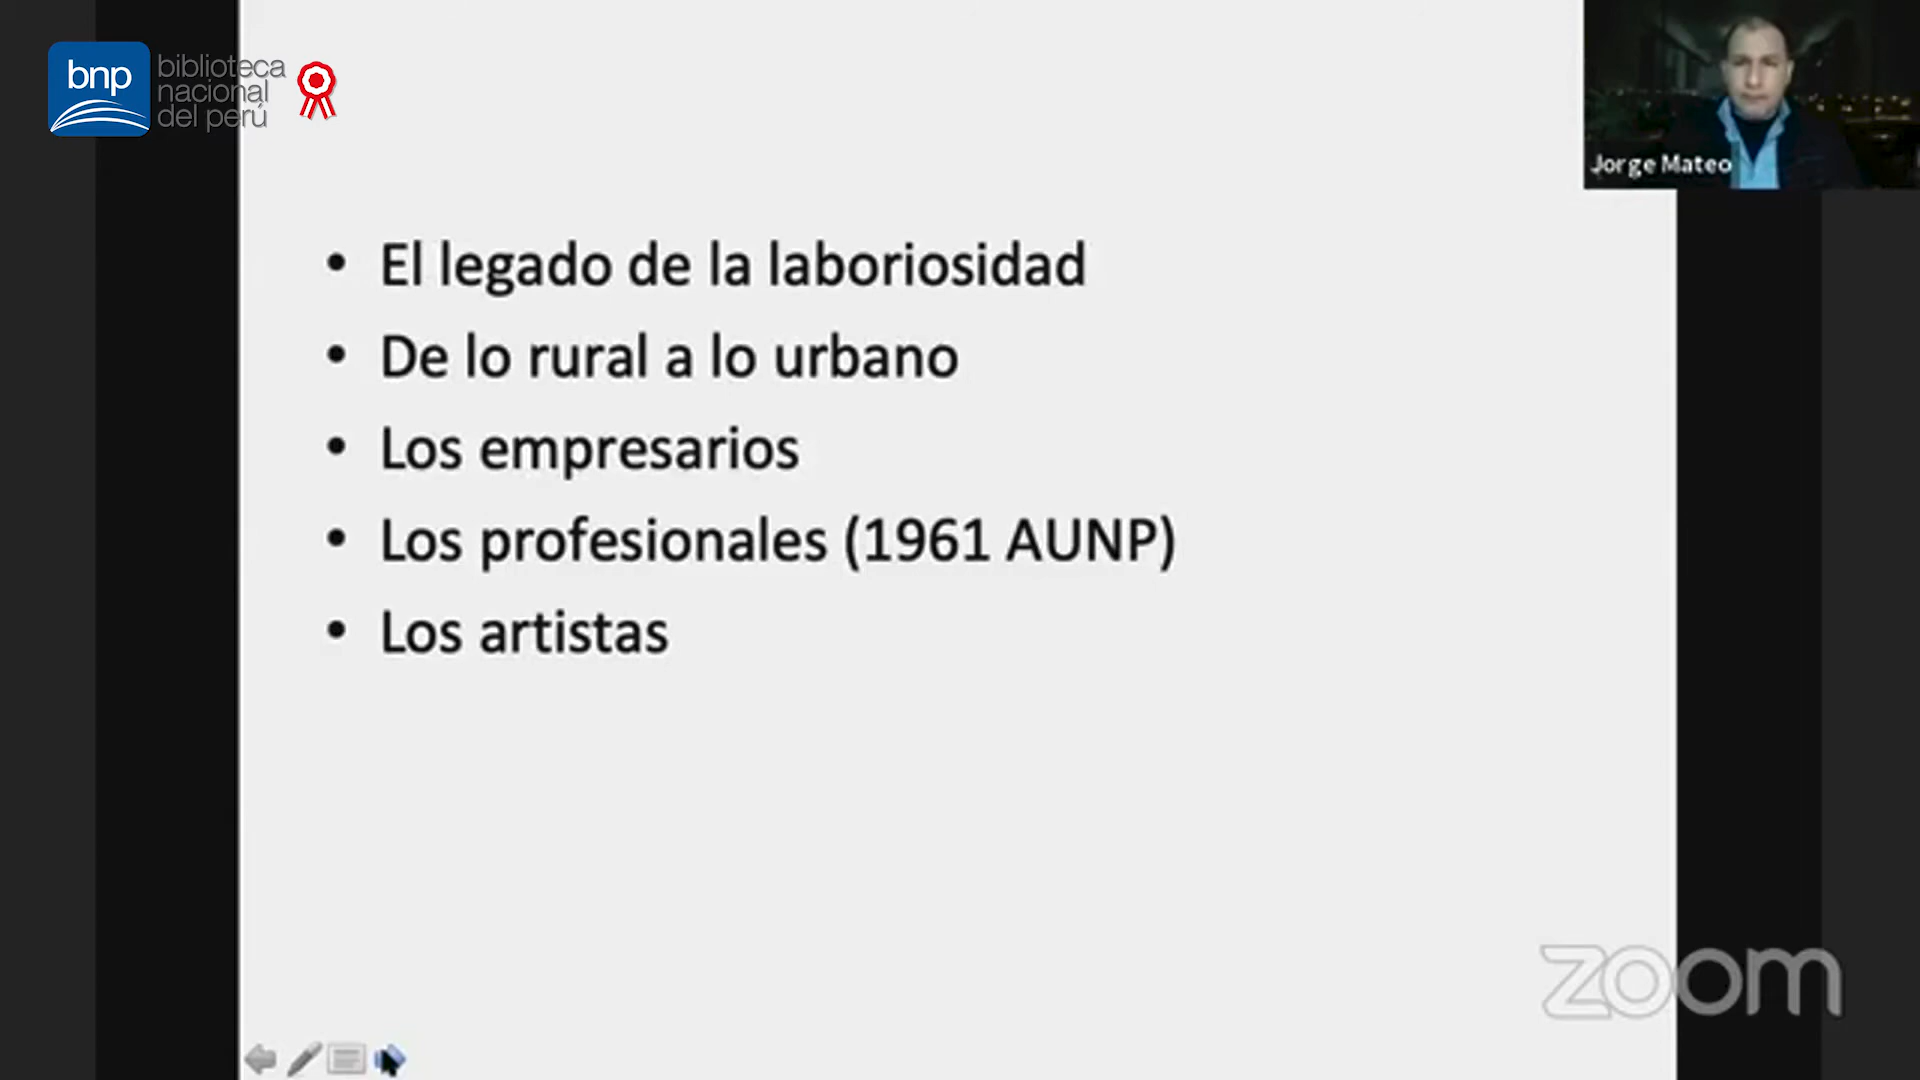 bnp
biblioteca
nacional
del perú
Jorge Mateo
• El legado de la laboriosidad
• De lo rural a lo urbano
• Los empresarios
• Los profesionales (1961 AUNP)
• Los artistas
zoom